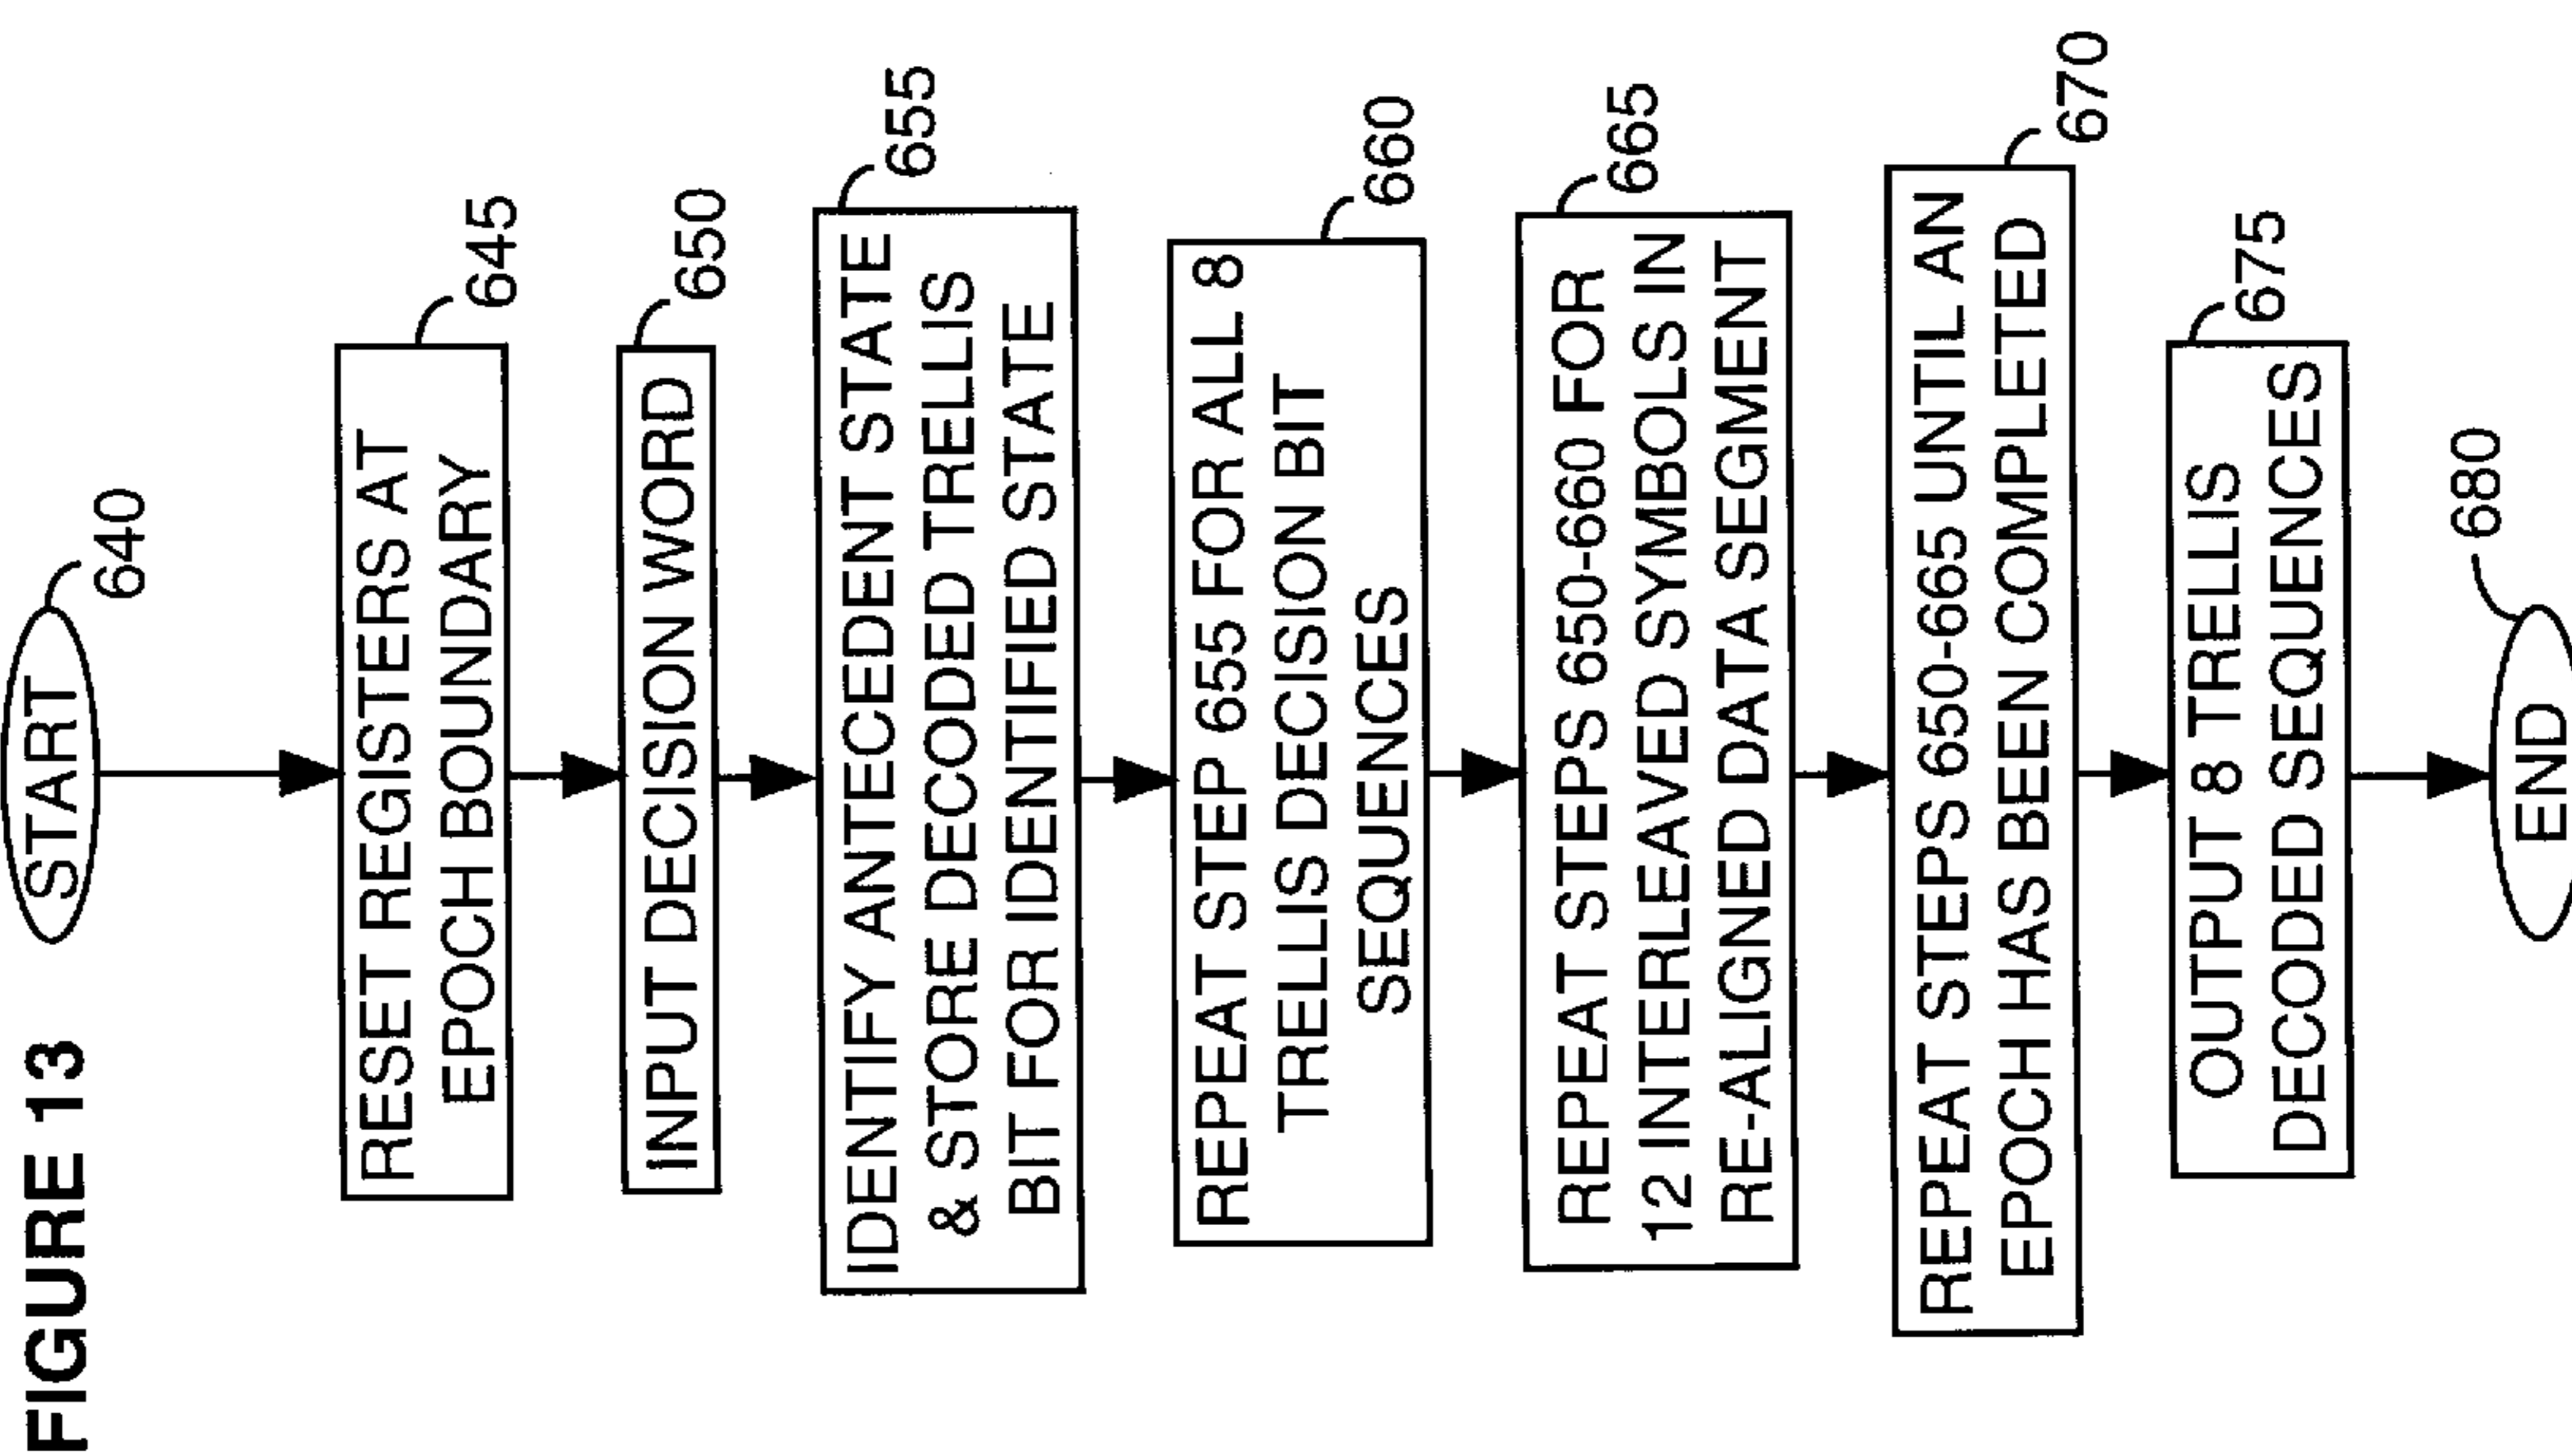 FIGURE 13
START
640
RESET REGISTERS AT
EPOCH BOUNDARY
645
INPUT DECISION WORD
650
IDENTIFY ANTECEDENT STATE
& STORE DECODED TRELLIS
BIT FOR IDENTIFIED STATE
655
REPEAT STEP 655 FOR ALL 8
TRELLIS DECISION BIT
SEQUENCES
660
REPEAT STEPS 650-660 FOR
12 INTERLEAVED SYMBOLS IN
RE-ALIGNED DATA SEGMENT
665
REPEAT STEPS 650-665 UNTIL AN
EPOCH HAS BEEN COMPLETED
670
OUTPUT 8 TRELLIS
DECODED SEQUENCES
675
END
680